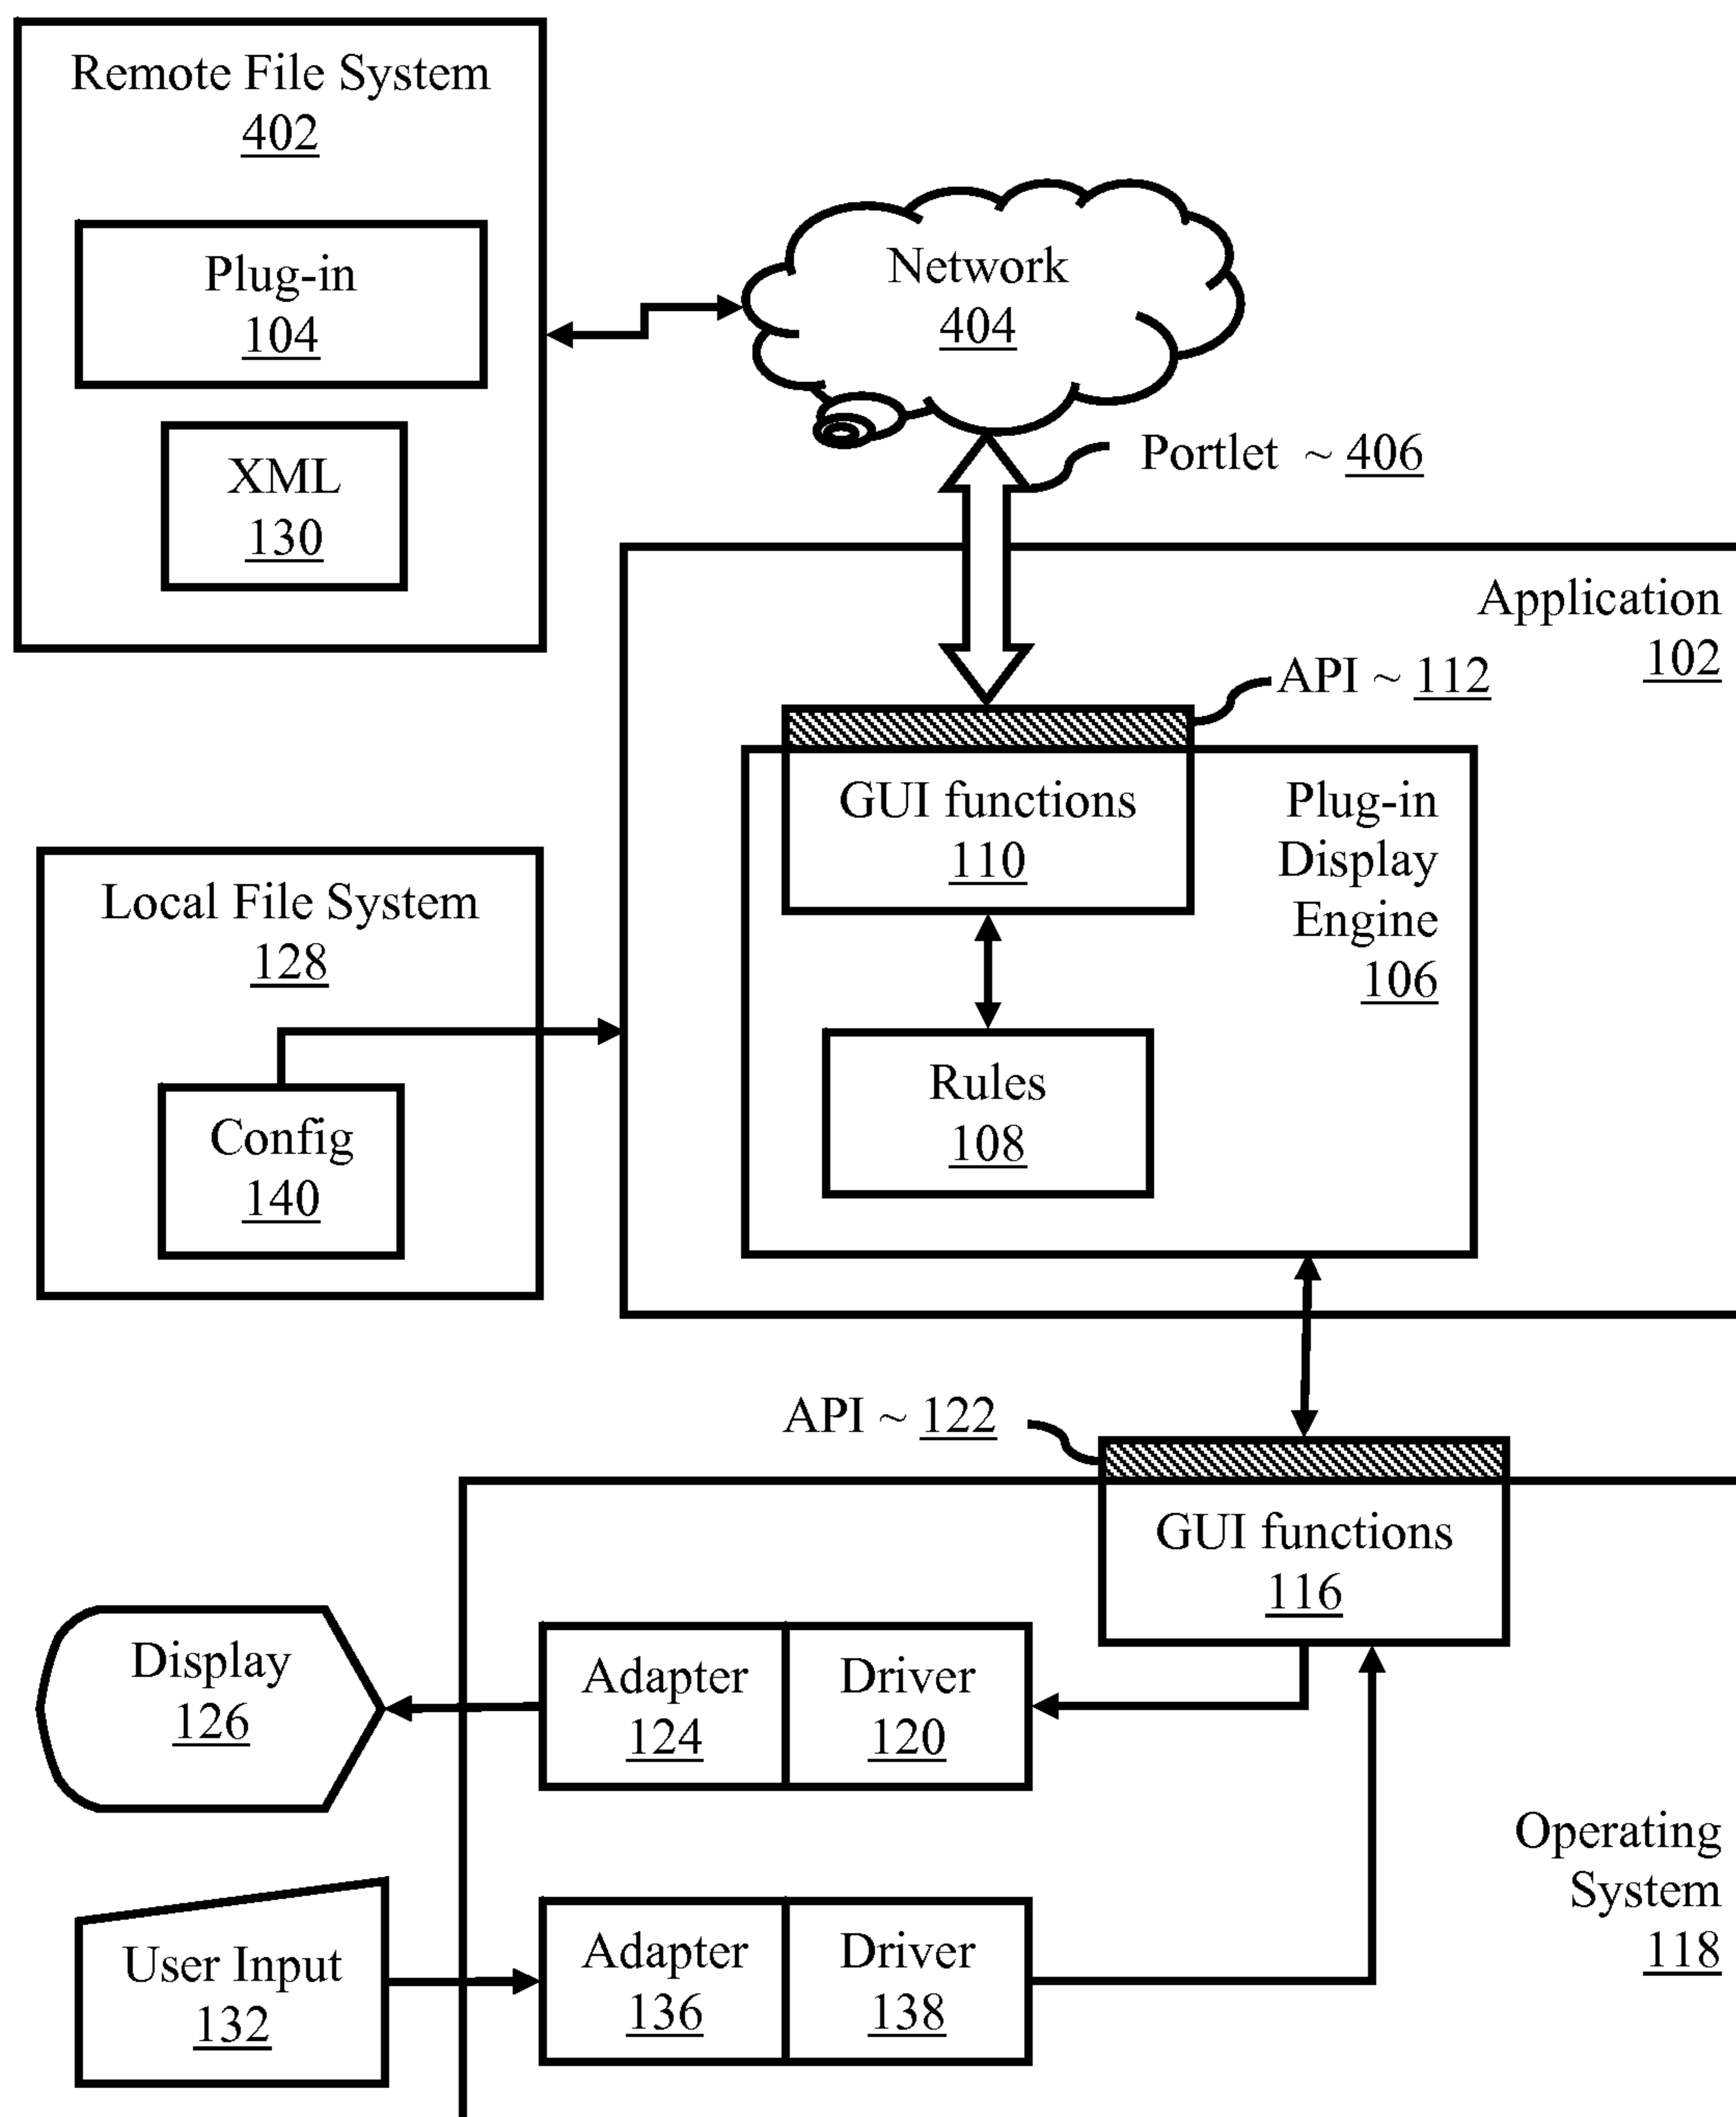 Remote File System
402
Plug-in
104
XML
130
Network
404
Portlet ~ 406
Application
102
API ~ 112
GUI functions
110
Plug-in
Display
Engine
106
Rules
108
Local File System
128
Config
140
API ~ 122
GUI functions
116
Display
126
Adapter
124
Driver
120
Operating
System
118
User Input
132
Adapter
136
Driver
138